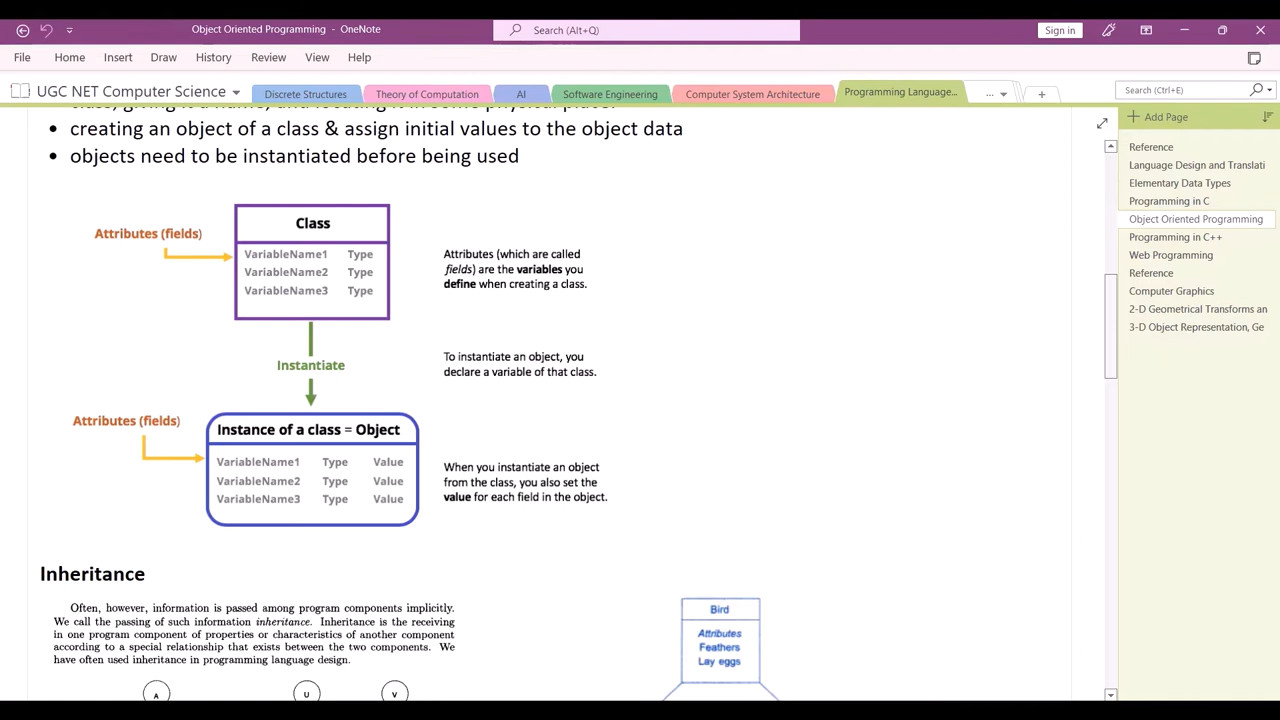 Object Oriented Programming - OneNote
Search (Alt+Q)
Sign in
File Home Insert Draw History Review View Help
UGC NET Computer Science
Discrete Structures
Theory of Computation
AI
Software Engineering
Computer System Architecture
Programming Language...
...
Search (Ctrl+E)
Add Page
Reference
Language Design and Translati
Elementary Data Types
Programming in C
Object Oriented Programming
Programming in C++
Web Programming
Reference
Computer Graphics
2-D Geometrical Transforms an
3-D Object Representation, Ge
• creating an object of a class & assign initial values to the object data
• objects need to be instantiated before being used
Class
Attributes (fields)
VariableName1 Type
VariableName2 Type
VariableName3 Type
Attributes (which are called
fields) are the variables you
define when creating a class.
Instantiate
To instantiate an object, you
declare a variable of that class.
Attributes (fields)
Instance of a class = Object
VariableName1 Type Value
VariableName2 Type Value
VariableName3 Type Value
When you instantiate an object
from the class, you also set the
value for each field in the object.
Inheritance
Often, however, information is passed among program components implicitly.
We call the passing of such information inheritance. Inheritance is the receiving
in one program component of properties or characteristics of another component
according to a special relationship that exists between the two components. We
have often used inheritance in programming language design.
A
U
V
Bird
Attributes
Feathers
Lay eggs